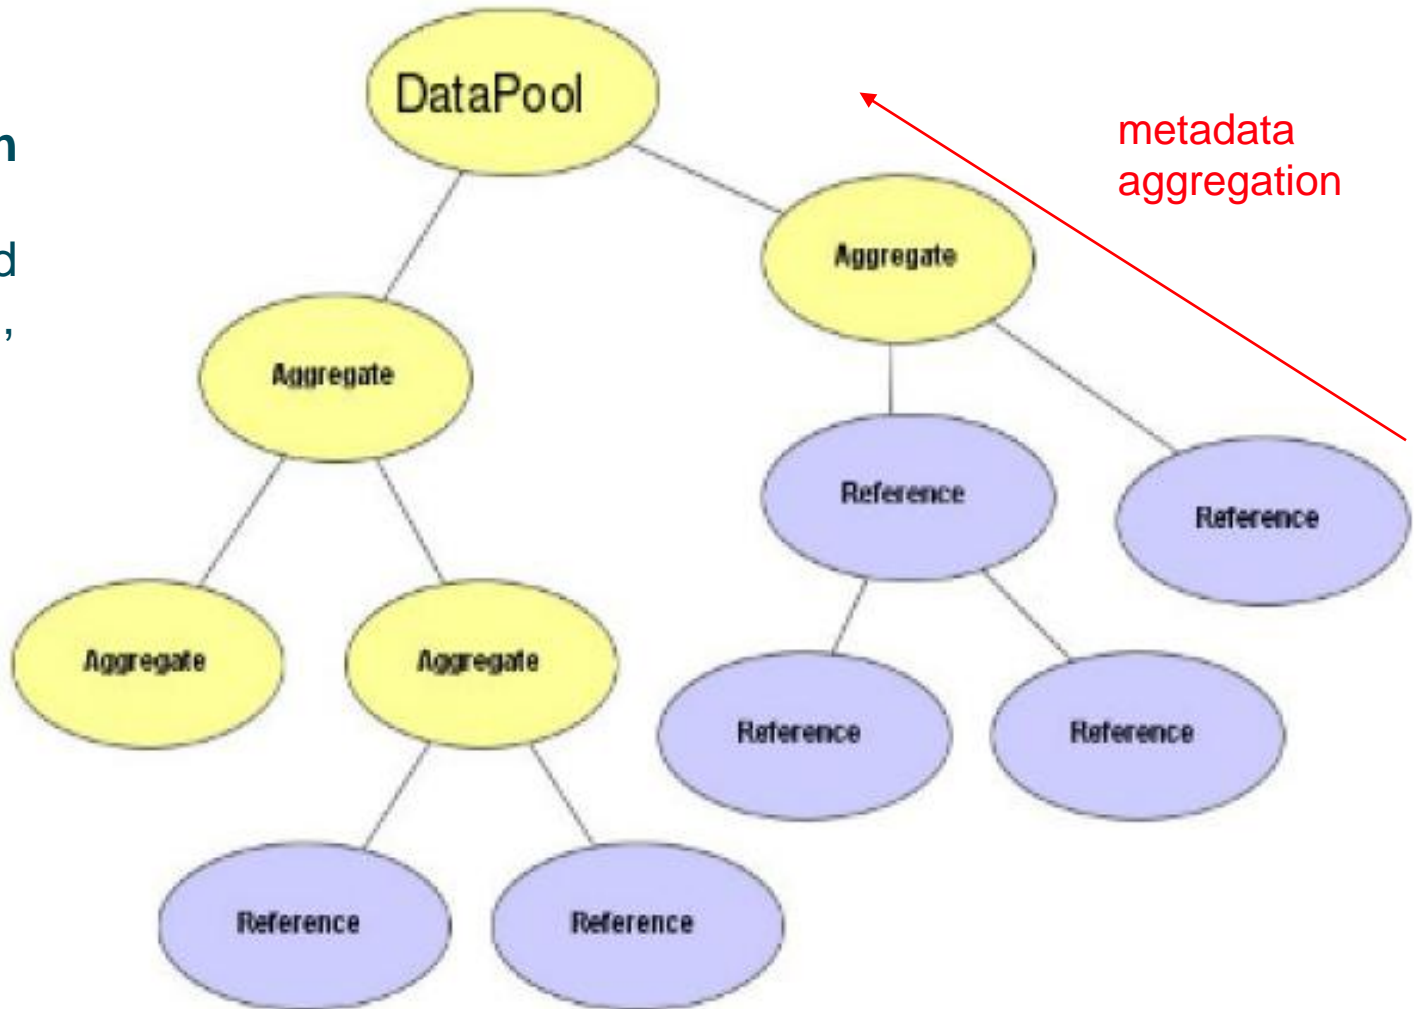 DataPool
n
metadata
aggregation
d
Aggregate
,
Aggregate
Reference
Reference
Aggregate
Aggregate
Reference
Reference
Reference
Reference